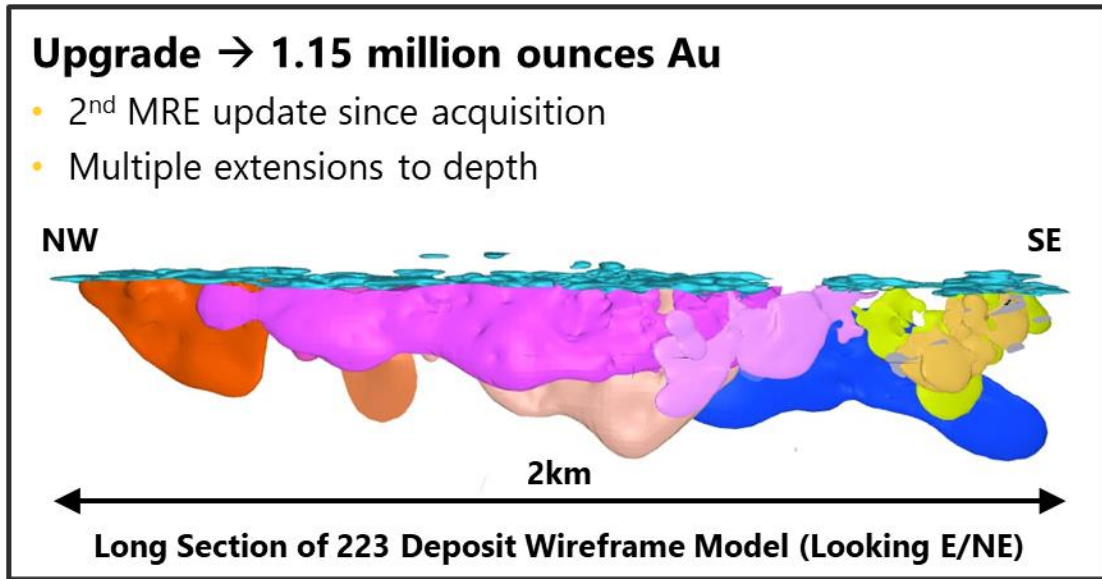 Upgrade → 1.15 million ounces Au
• 2nd MRE update since acquisition
• Multiple extensions to depth
NW
SE
2km
Long Section of 223 Deposit Wireframe Model (Looking E/NE)